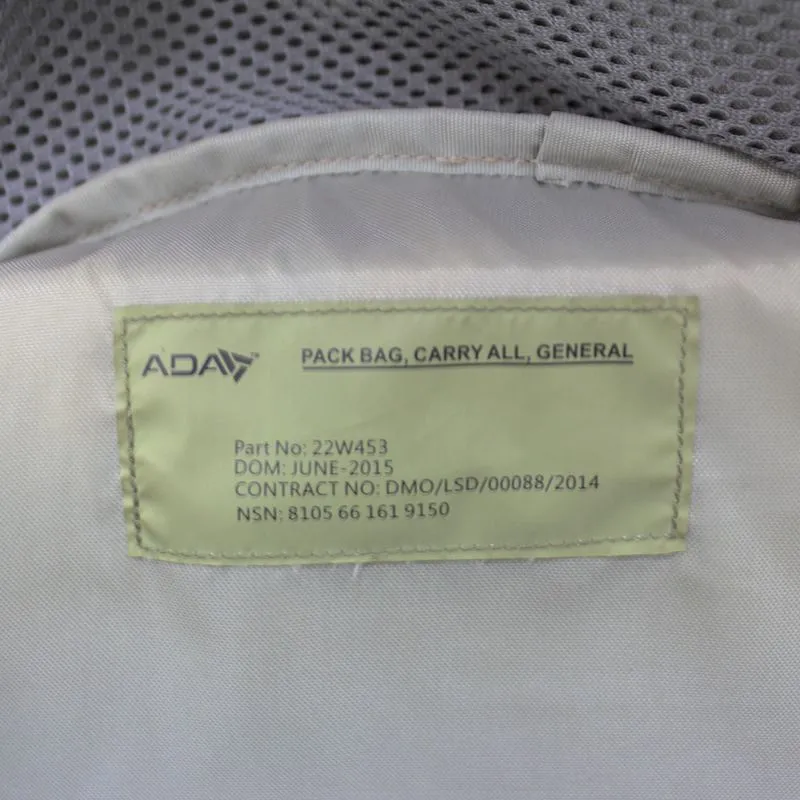 ADA
PACK BAG, CARRY ALL, GENERAL
Part No: 22W453
DOM: JUNE-2015
CONTRACT NO: DMO/LSD/00088/2014
NSN: 8105 66 161 9150